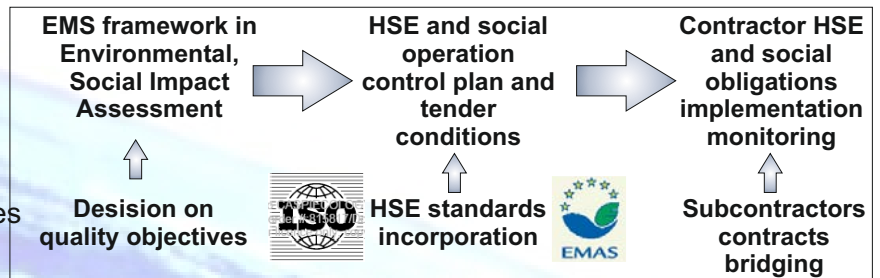 EMS framework in
Environmental,
Social Impact
Assessment
HSE and social
operation
control plan and
tender
conditions
Contractor HSE
and social
obligations
implementation
monitoring
es
Desision on
quality objectives
ISO
HSE standards
incorporation
EMAS
Subcontractors
contracts
bridging